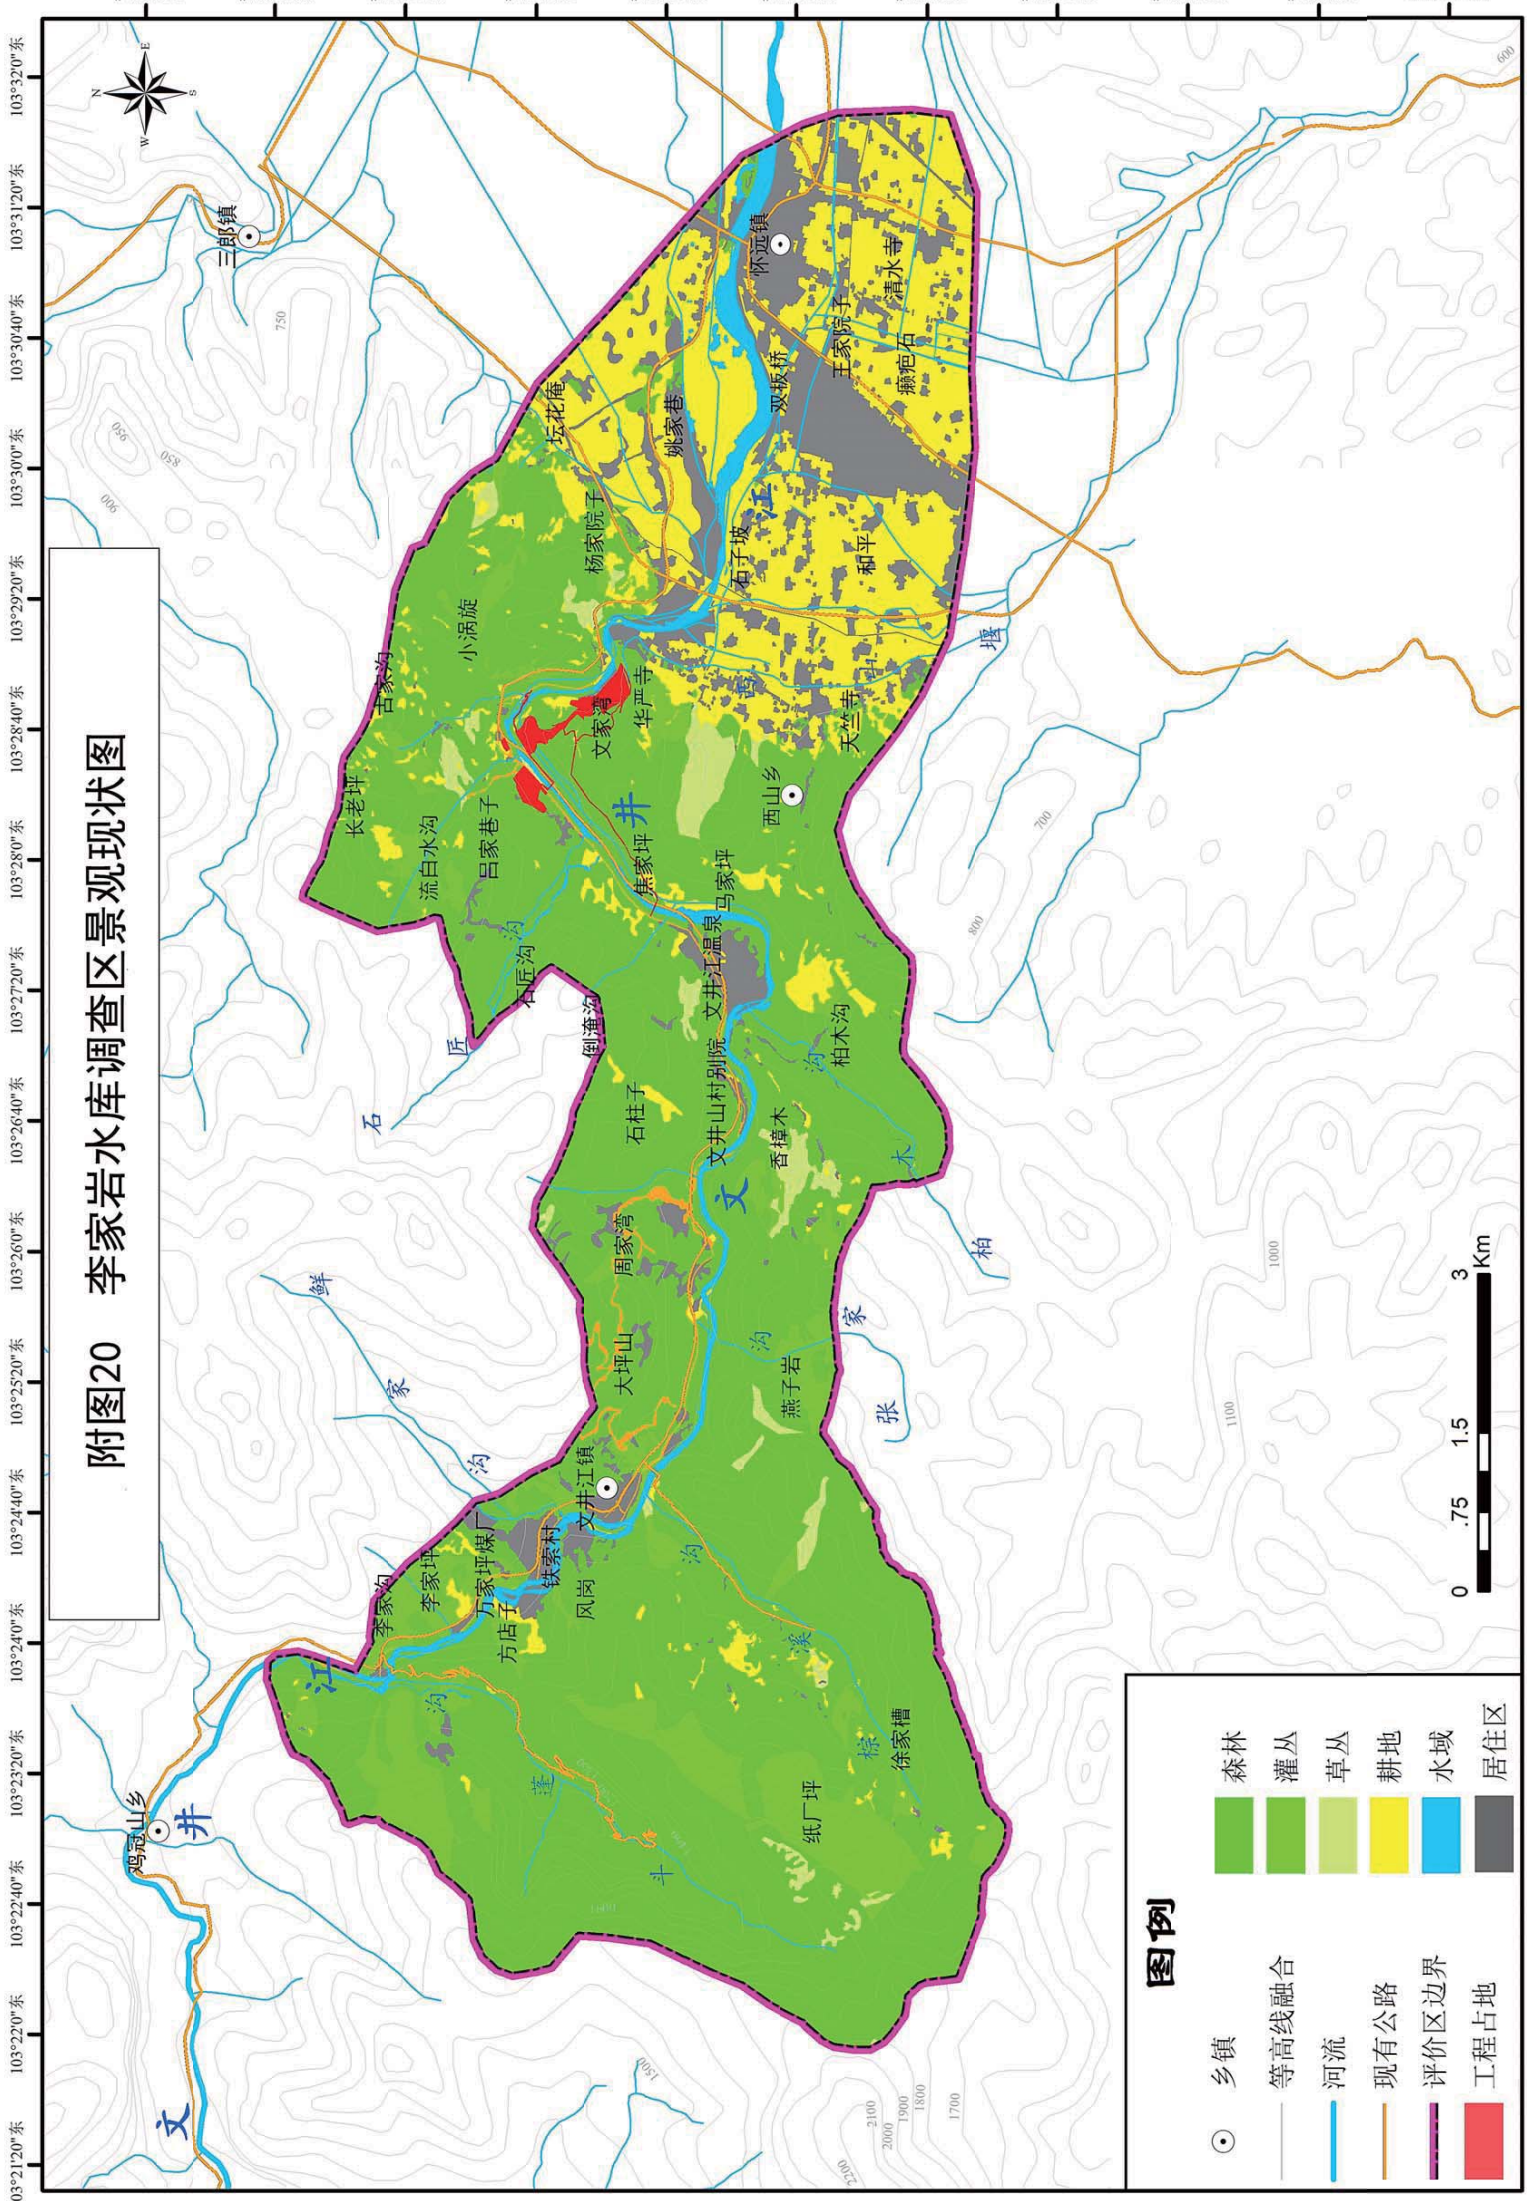 附图20 李家岩水库调查区景观现状图
N
E
S
W
103°21'20"东
103°22'0"东
103°22'40"东
103°23'20"东
103°24'0"东
103°24'40"东
103°25'20"东
103°26'0"东
103°26'40"东
103°27'20"东
103°28'0"东
103°28'40"东
103°29'20"东
103°30'0"东
103°30'40"东
103°31'20"东
103°32'0"东
三郎镇
鸡冠山乡
文井江镇
西山乡
怀远镇
文
井
江
文
井
江
李家沟
李家坪
万家坪煤厂
方店子
铁索村
凤岗
大坪山
周家湾
石柱子
倒淹沟
石匠沟
流白水沟
吕家巷子
长老坪
古家沟
小涡旋
杨家院子
坛花庵
姚家巷
双板桥
王家院子
清水寺
癞疤石
石子坡
和平
天竺寺
华严寺
文家湾
焦家坪
马家坪
文井江温泉
文井山村别院
柏木沟
香樟木
燕子岩
徐家槽
纸厂坪
鲜
家
沟
石
匠
沟
张
家
沟
柏
木
沟
棕
溪
沟
斗
蓬
沟
堰
600
700
750
800
850
900
950
1000
1100
1500
1700
1800
1900
2000
2100
2200
图例
乡镇
等高线融合
河流
现有公路
评价区边界
工程占地
森林
灌丛
草丛
耕地
水域
居住区
0 .75 1.5 3 Km